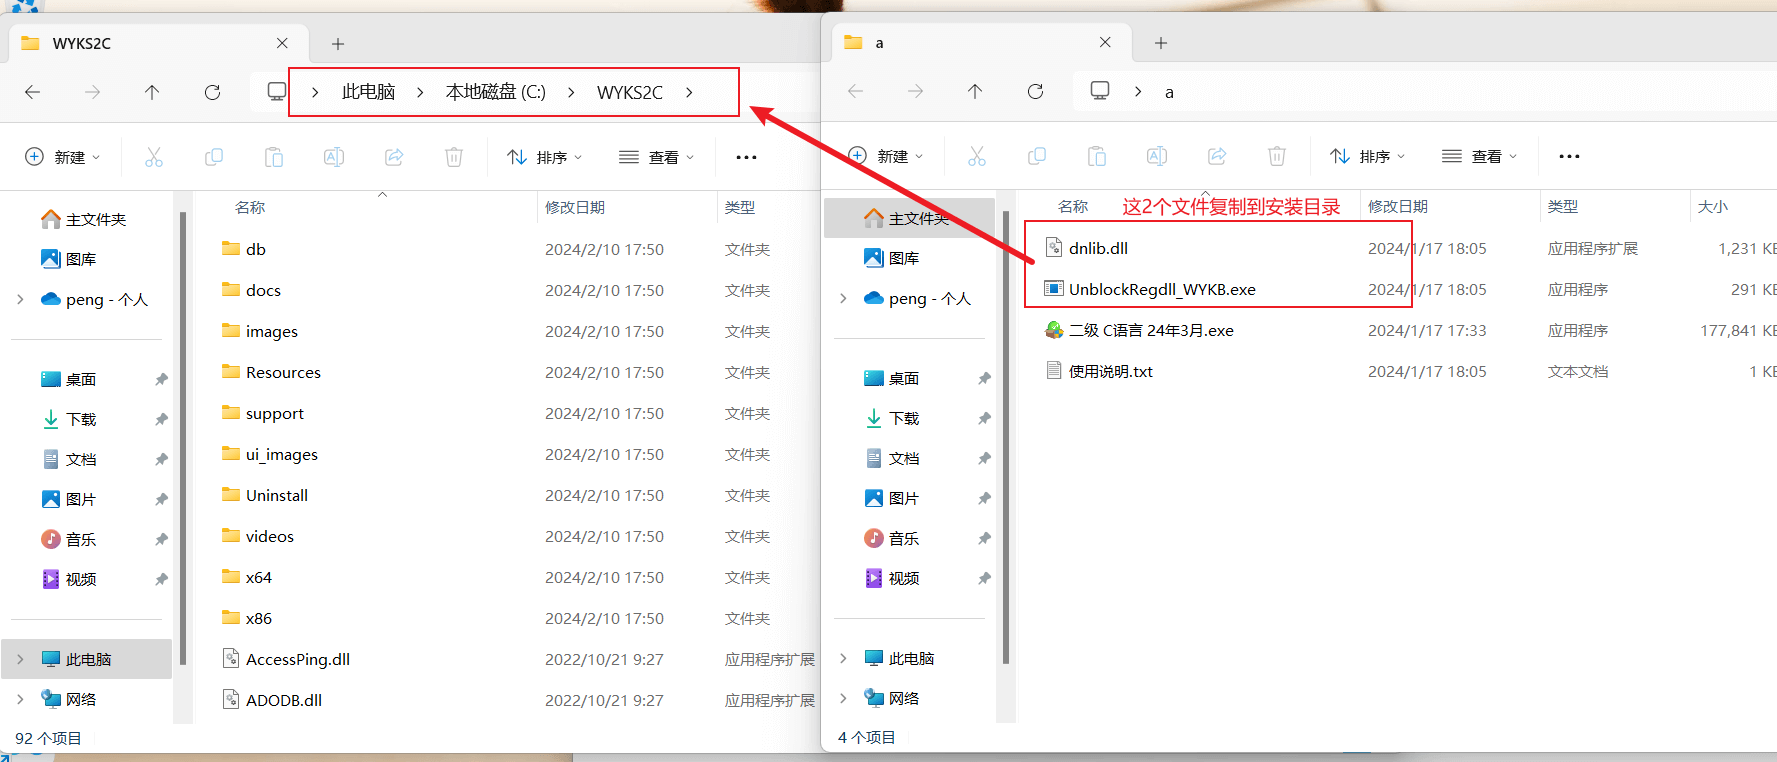 WYKS2C
此电脑 本地磁盘 (C:) WYKS2C
新建 排序 查看
名称 修改日期 类型
主文件夹
图库
peng - 个人
桌面
下载
文档
图片
音乐
视频
此电脑
网络
db 2024/2/10 17:50 文件夹
docs 2024/2/10 17:50 文件夹
images 2024/2/10 17:50 文件夹
Resources 2024/2/10 17:50 文件夹
support 2024/2/10 17:50 文件夹
ui_images 2024/2/10 17:50 文件夹
Uninstall 2024/2/10 17:50 文件夹
videos 2024/2/10 17:50 文件夹
x64 2024/2/10 17:50 文件夹
x86 2024/2/10 17:50 文件夹
AccessPing.dll 2022/10/21 9:27 应用程序扩展
ADODB.dll 2022/10/21 9:27 应用程序扩展
92 个项目
a
a
新建 排序 查看
名称 这2个文件复制到安装目录 修改日期 类型 大小
主文件夹
图库
peng - 个人
桌面
下载
文档
图片
音乐
视频
此电脑
网络
dnlib.dll 2024/1/17 18:05 应用程序扩展 1,231 KB
UnblockRegdll_WYKB.exe 2024/1/17 18:05 应用程序 291 KB
二级 C语言 24年3月.exe 2024/1/17 17:33 应用程序 177,841 KB
使用说明.txt 2024/1/17 18:05 文本文档 1 KB
4 个项目